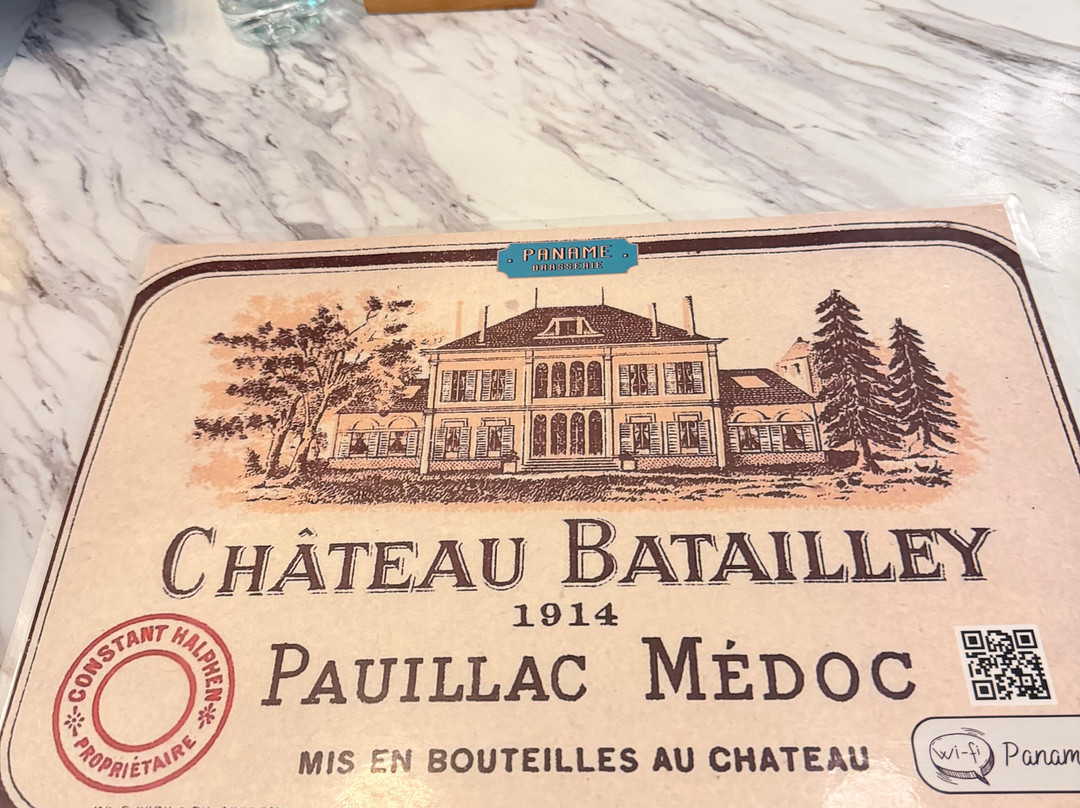 PANAME
BRASSERIE
CHÂTEAU BATAILLEY
1914
PAUILLAC MÉDOC
CONSTANT HALPHEN
PROPRIÉTAIRE
MIS EN BOUTEILLES AU CHATEAU
wi-fi
Panam